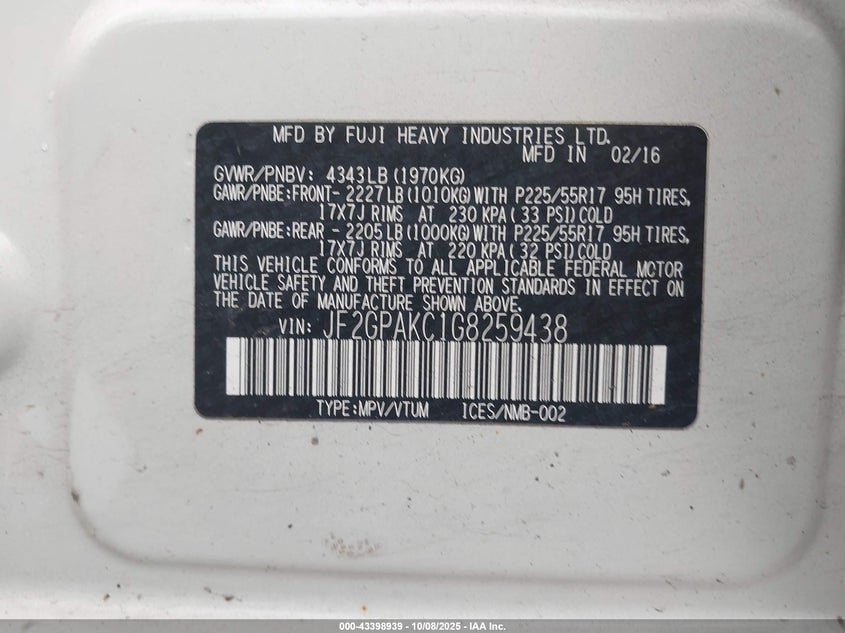 MFD BY FUJI HEAVY INDUSTRIES LTD.
MFD IN 02/16
GVWR/PNBV: 4343LB (1970KG)
GAWR/PNBE:FRONT- 2227LB (1010KG) WITH P225/55R17 95H TIRES,
17X7J RIMS AT 230 KPA( 33 PSI) COLD
GAWR/PNBE:REAR - 2205LB (1000KG) WITH P225/55R17 95H TIRES,
17X7J RIMS AT 220 KPA( 32 PSI) COLD
THIS VEHICLE CONFORMS TO ALL APPLICABLE FEDERAL MOTOR
VEHICLE SAFETY AND THEFT PREVENTION STANDARDS IN EFFECT ON
THE DATE OF MANUFACTURE SHOWN ABOVE.
VIN: JF2GPAKC1G8259438
TYPE:MPV/VTUM ICES/NMB-002
000-43398939 - 10/08/2025 - IAA Inc.